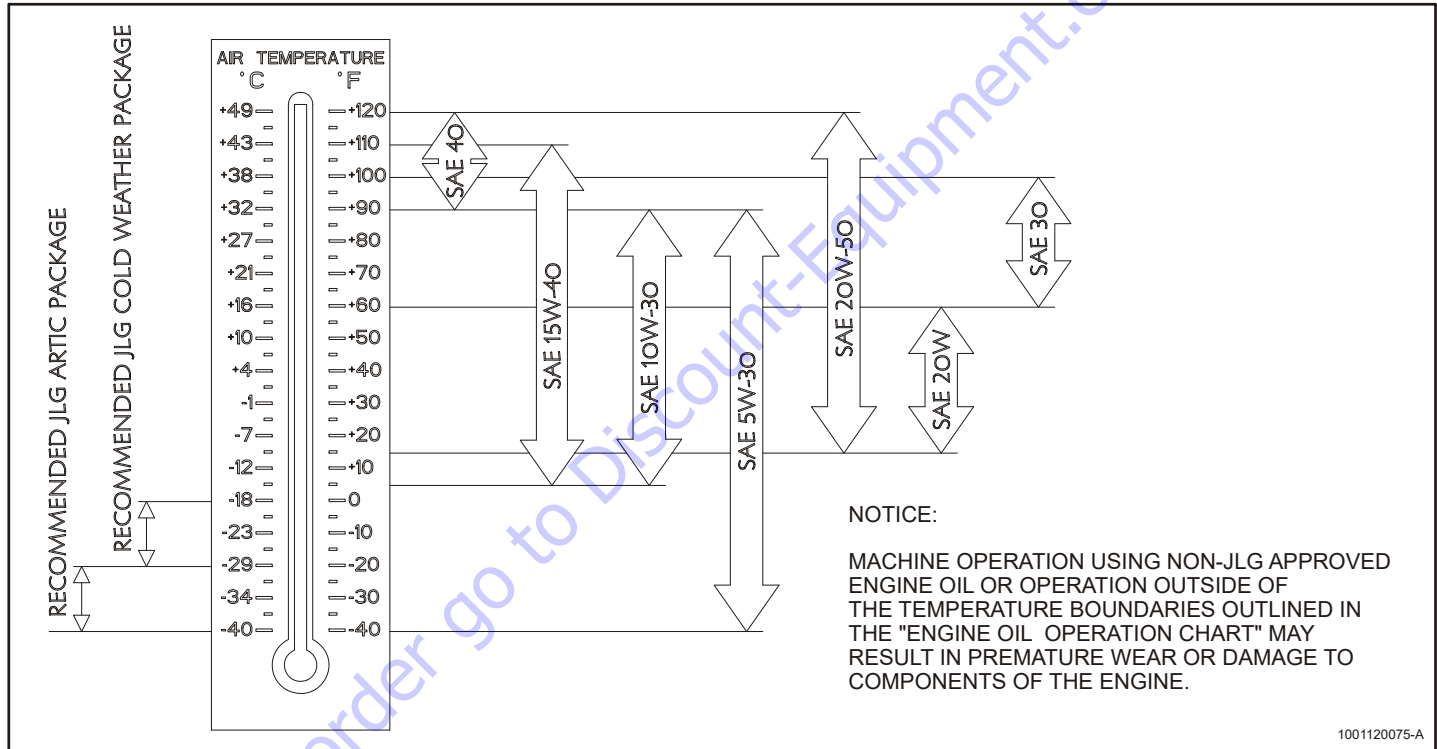 RECOMMENDED JLG ARTIC PACKAGE
RECOMMENDED JLG COLD WEATHER PACKAGE
AIR TEMPERATURE
°C °F
+49 +120
+43 +110
+38 +100
+32 +90
+27 +80
+21 +70
+16 +60
+10 +50
+4 +40
-1 +30
-7 +20
-12 +10
-18 0
-23 -10
-29 -20
-34 -30
-40 -40
SAE 40
SAE 15W-40
SAE 10W-30
SAE 5W-30
SAE 20W-50
SAE 20W
SAE 30
NOTICE:
MACHINE OPERATION USING NON-JLG APPROVED
ENGINE OIL OR OPERATION OUTSIDE OF
THE TEMPERATURE BOUNDARIES OUTLINED IN
THE "ENGINE OIL OPERATION CHART" MAY
RESULT IN PREMATURE WEAR OR DAMAGE TO
COMPONENTS OF THE ENGINE.
1001120075-A
order go to Discount-Equipment.c